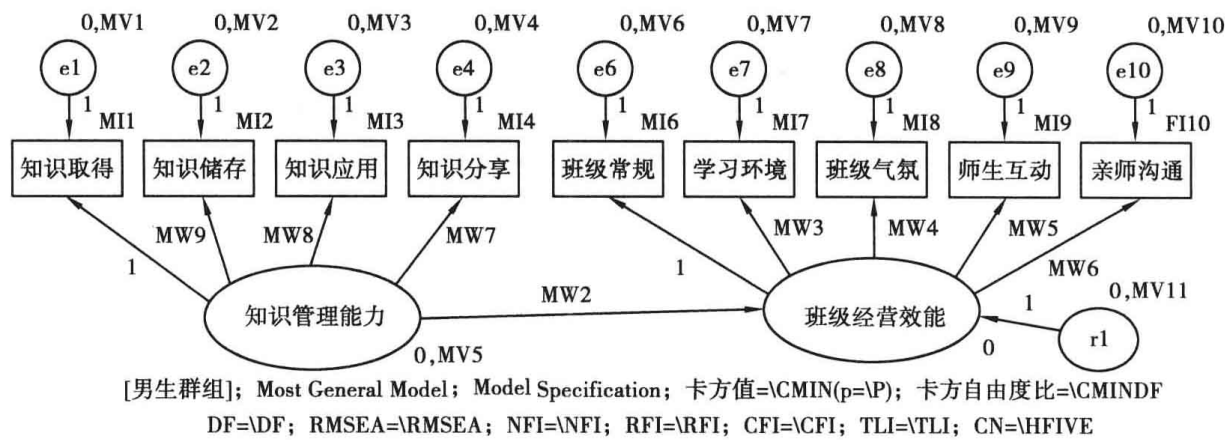 0,MV1 0,MV2 0,MV3 0,MV4 0,MV6 0,MV7 0,MV8 0,MV9 0,MV10
e1 e2 e3 e4 e6 e7 e8 e9 e10
1 1 1 1 1 1 1 1 1
MI1 MI2 MI3 MI4 MI6 MI7 MI8 MI9 FI10
知识取得 知识储存 知识应用 知识分享 班级常规 学习环境 班级气氛 师生互动 亲师沟通
MW9 MW8 MW7 MW3 MW4 MW5
1 1 MW6
MW2 0,MV11
知识管理能力 班级经营效能 1 r1
0,MV5 0
[男生群组]; Most General Model; Model Specification; 卡方值=\CMIN(p=\P); 卡方自由度比=\CMINDF
DF=\DF; RMSEA=\RMSEA; NFI=\NFI; RFI=\RFI; CFI=\CFI; TLI=\TLI; CN=\HFIVE